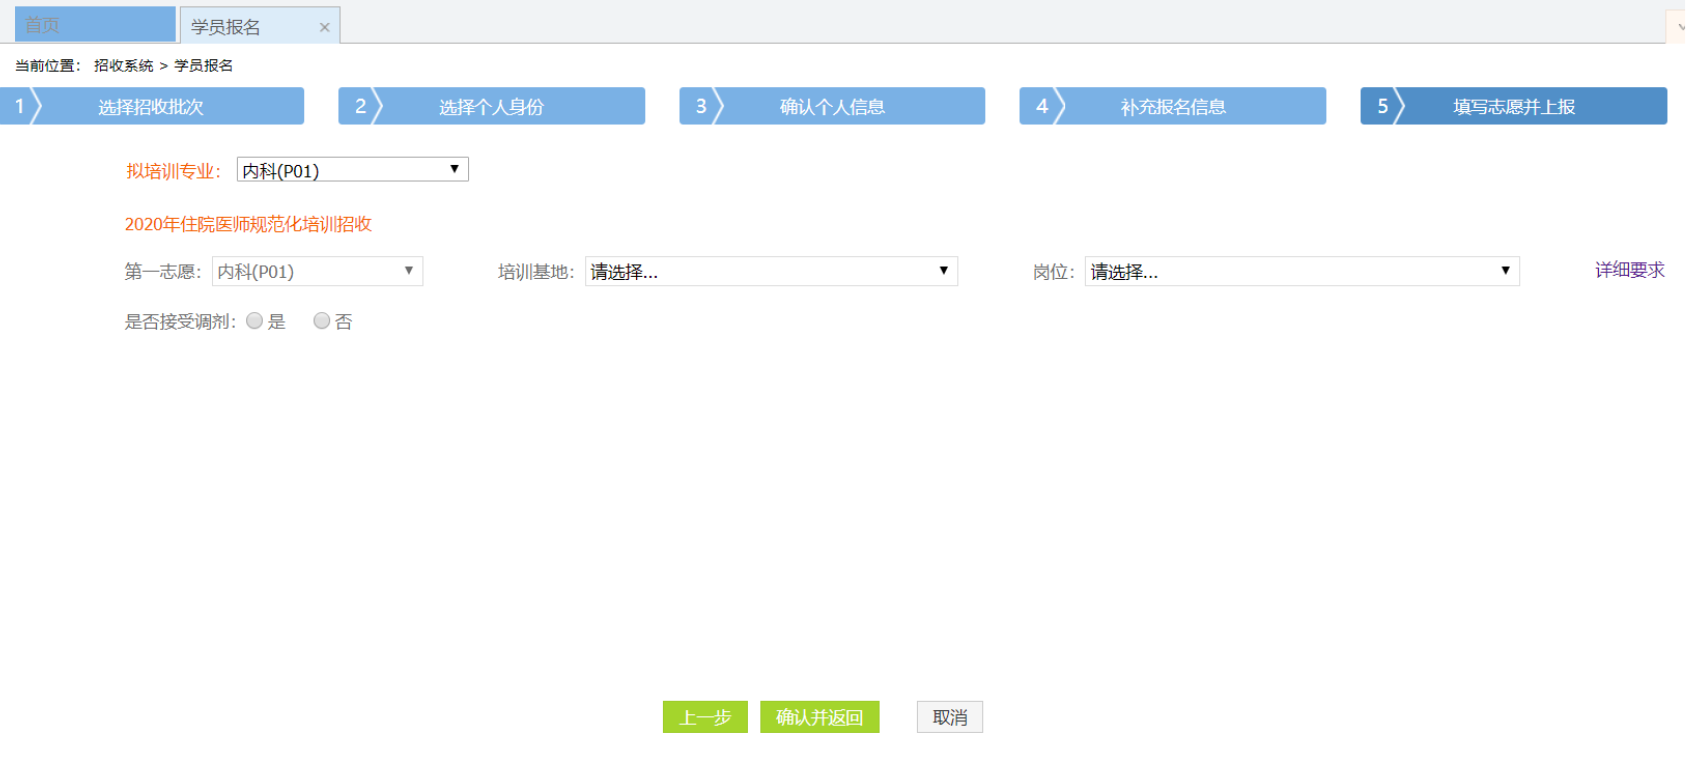 首页 学员报名 ×
当前位置： 招收系统 > 学员报名
1 选择招收批次 2 选择个人身份 3 确认个人信息 4 补充报名信息 5 填写志愿并上报
拟培训专业： 内科(P01)
2020年住院医师规范化培训招收
第一志愿： 内科(P01) 培训基地： 请选择... 岗位： 请选择... 详细要求
是否接受调剂： 是 否
上一步 确认并返回 取消